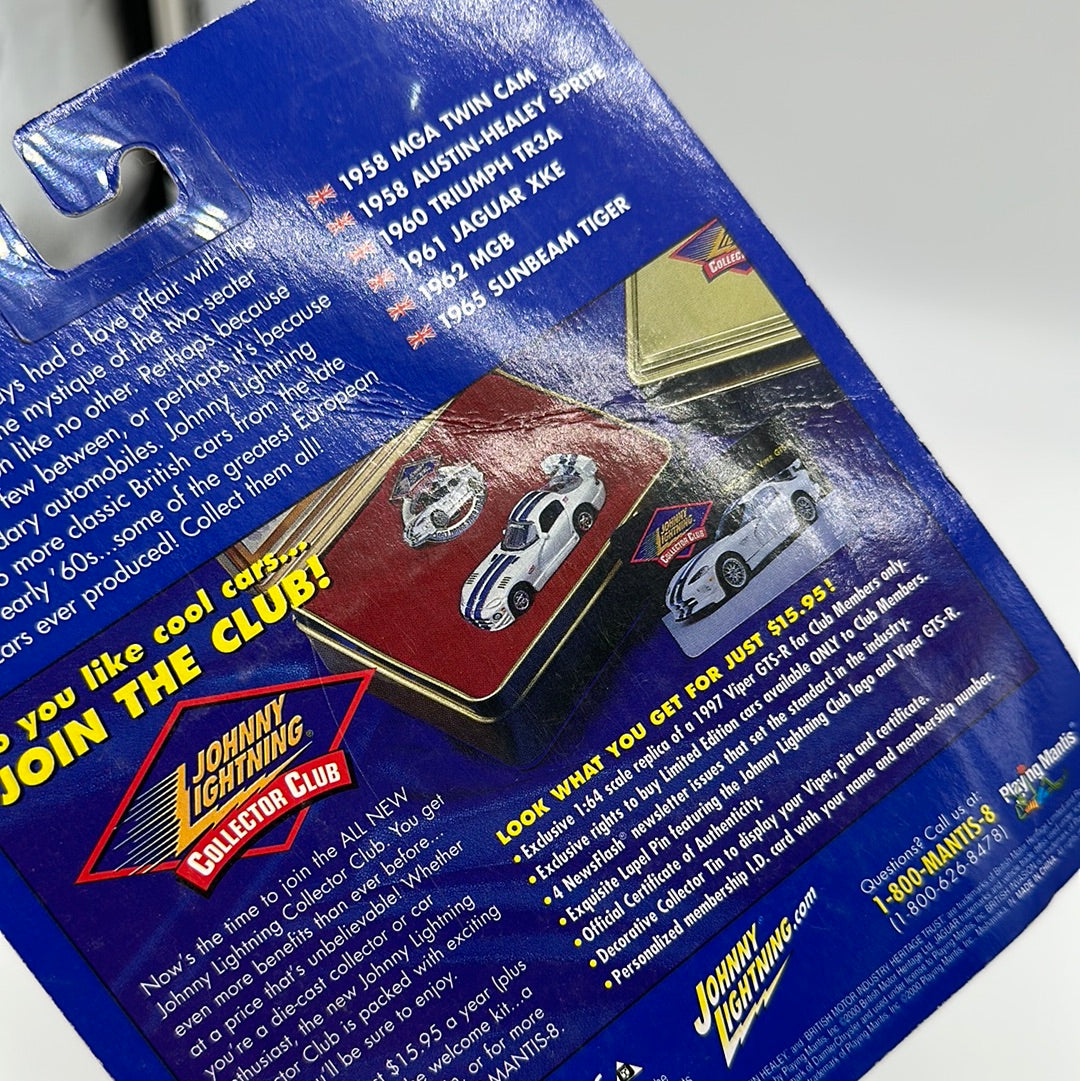 1958 MGA TWIN CAM
1958 AUSTIN-HEALEY SPRITE
1960 TRIUMPH TR3A
1961 JAGUAR XKE
1962 MGB
1965 SUNBEAM TIGER
had a love affair with the
mystique of the two-seater
like no other. Perhaps because
few between, or perhaps it's because
automobiles. Johnny Lightning
more classic British cars from the late
early '60s...some of the greatest European
cars ever produced! Collect them all!
you like cool cars...
JOIN THE CLUB!
JOHNNY
LIGHTNING®
COLLECTOR CLUB
JOHNNY
LIGHTNING
COLLECTOR CLUB
Now's the time to join the ALL NEW
Johnny Lightning Collector Club. You get
even more benefits than ever before...
at a price that's unbelievable! Whether
you're a die-cast collector or car
enthusiast, the new Johnny Lightning
Club is packed with exciting
be sure to enjoy.
$15.95 a year (plus
welcome kit..a
or for more
MANTIS-8.
LOOK WHAT YOU GET FOR JUST $15.95!
• Exclusive 1:64 scale replica of a 1997 Viper GTS-R for Club Members only.
• Exclusive rights to buy Limited Edition cars available ONLY to Club Members.
• 4 NewsFlash® newsletter issues that set the standard in the industry.
• Exquisite Lapel Pin featuring the Johnny Lightning Club logo and Viper GTS-R.
• Official Certificate of Authenticity.
• Decorative Collector Tin to display your Viper, pin and certificate.
• Personalized membership I.D. card with your name and membership number.
JOHNNY
LIGHTNING.com
Questions? Call us at:
1-800-MANTIS-8
(1-800-626-8478)
Playing Mantis